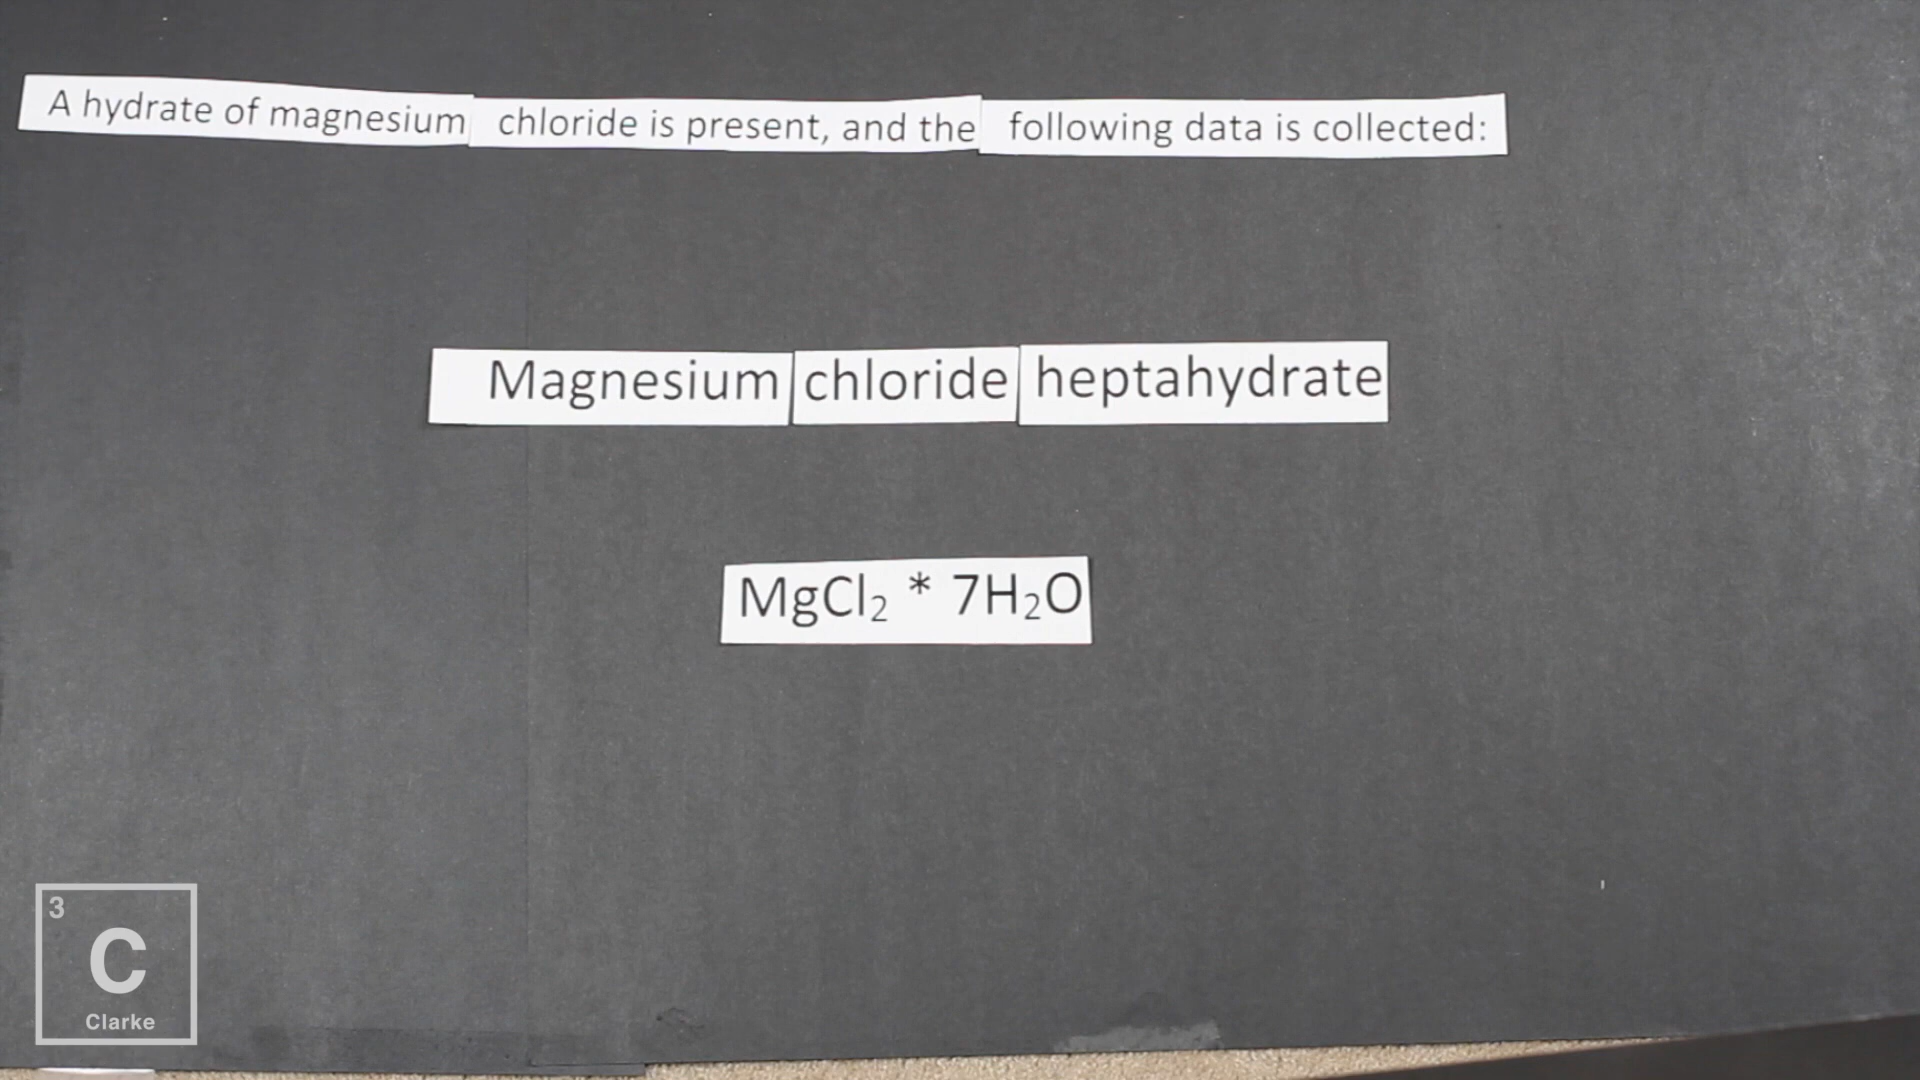 A hydrate of magnesium chloride is present, and the following data is collected:
Magnesium chloride heptahydrate
MgCl₂ * 7H₂O
3
C
Clarke